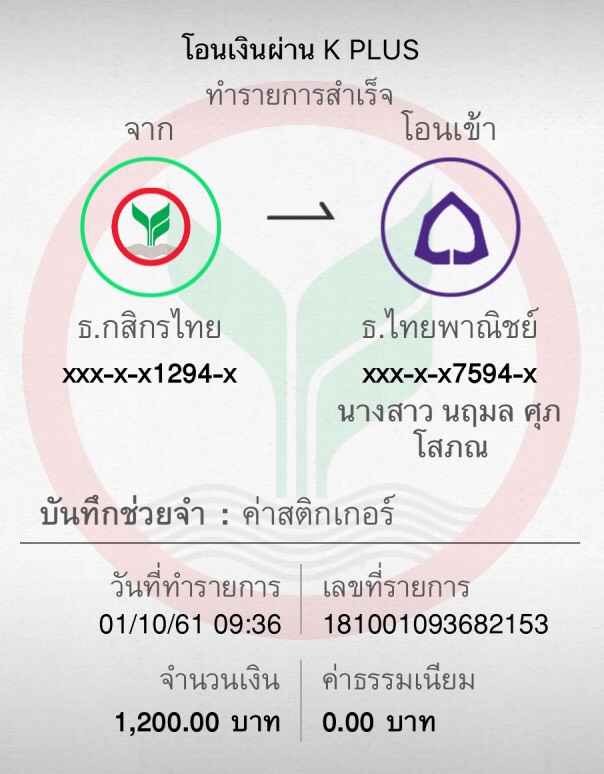 โอนเงินผ่าน K PLUS
ทำรายการสำเร็จ
จาก
โอนเข้า
ธ.กสิกรไทย
xxx-x-x1294-x
ธ.ไทยพาณิชย์
xxx-x-x7594-x
นางสาว นฤมล ศุภ
โสภณ
บันทึกช่วยจำ : ค่าสติกเกอร์
วันที่ทำรายการ
01/10/61 09:36
เลขที่รายการ
181001093682153
จำนวนเงิน
1,200.00 บาท
ค่าธรรมเนียม
0.00 บาท